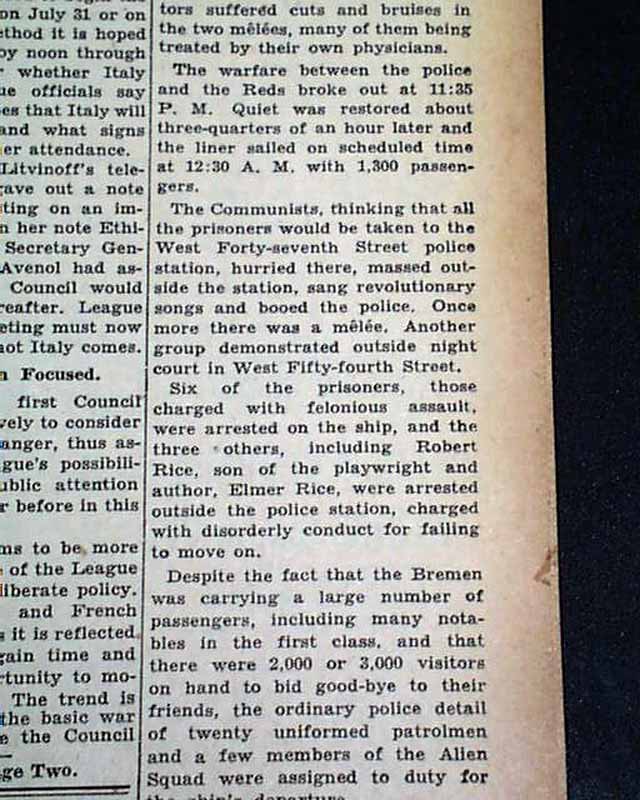 on July 31 or on
ethod it is hoped
by noon through
whether Italy
ue officials say
es that Italy will
and what signs
er attendance.
Litvinoff's tele-
gave out a note
ting on an im-
n her note Ethi-
Secretary Gen-
Avenol had as-
Council would
reafter. League
eting must now
not Italy comes.
n Focused.
first Council
vely to consider
anger, thus as-
gue's possibili-
ublic attention
r before in this
ms to be more
of the League
liberate policy.
and French
s it is reflected
gain time and
rtunity to mo-
The trend is
the basic war
e the Council
ge Two.
tors suffered cuts and bruises in
the two mêlées, many of them being
treated by their own physicians.
The warfare between the police
and the Reds broke out at 11:35
P. M. Quiet was restored about
three-quarters of an hour later and
the liner sailed on scheduled time
at 12:30 A. M. with 1,300 passen-
gers.
The Communists, thinking that all
the prisoners would be taken to the
West Forty-seventh Street police
station, hurried there, massed out-
side the station, sang revolutionary
songs and booed the police. Once
more there was a mêlée. Another
group demonstrated outside night
court in West Fifty-fourth Street.
Six of the prisoners, those
charged with felonious assault,
were arrested on the ship, and the
three others, including Robert
Rice, son of the playwright and
author, Elmer Rice, were arrested
outside the police station, charged
with disorderly conduct for failing
to move on.
Despite the fact that the Bremen
was carrying a large number of
passengers, including many nota-
bles in the first class, and that
there were 2,000 or 3,000 visitors
on hand to bid good-bye to their
friends, the ordinary police detail
of twenty uniformed patrolmen
and a few members of the Alien
Squad were assigned to duty for
the ship's departure